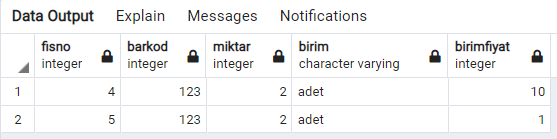 Data Output Explain Messages Notifications
fisno barkod miktar birim birimfiyat
integer integer integer character varying integer
1 4 123 2 adet 10
2 5 123 2 adet 1